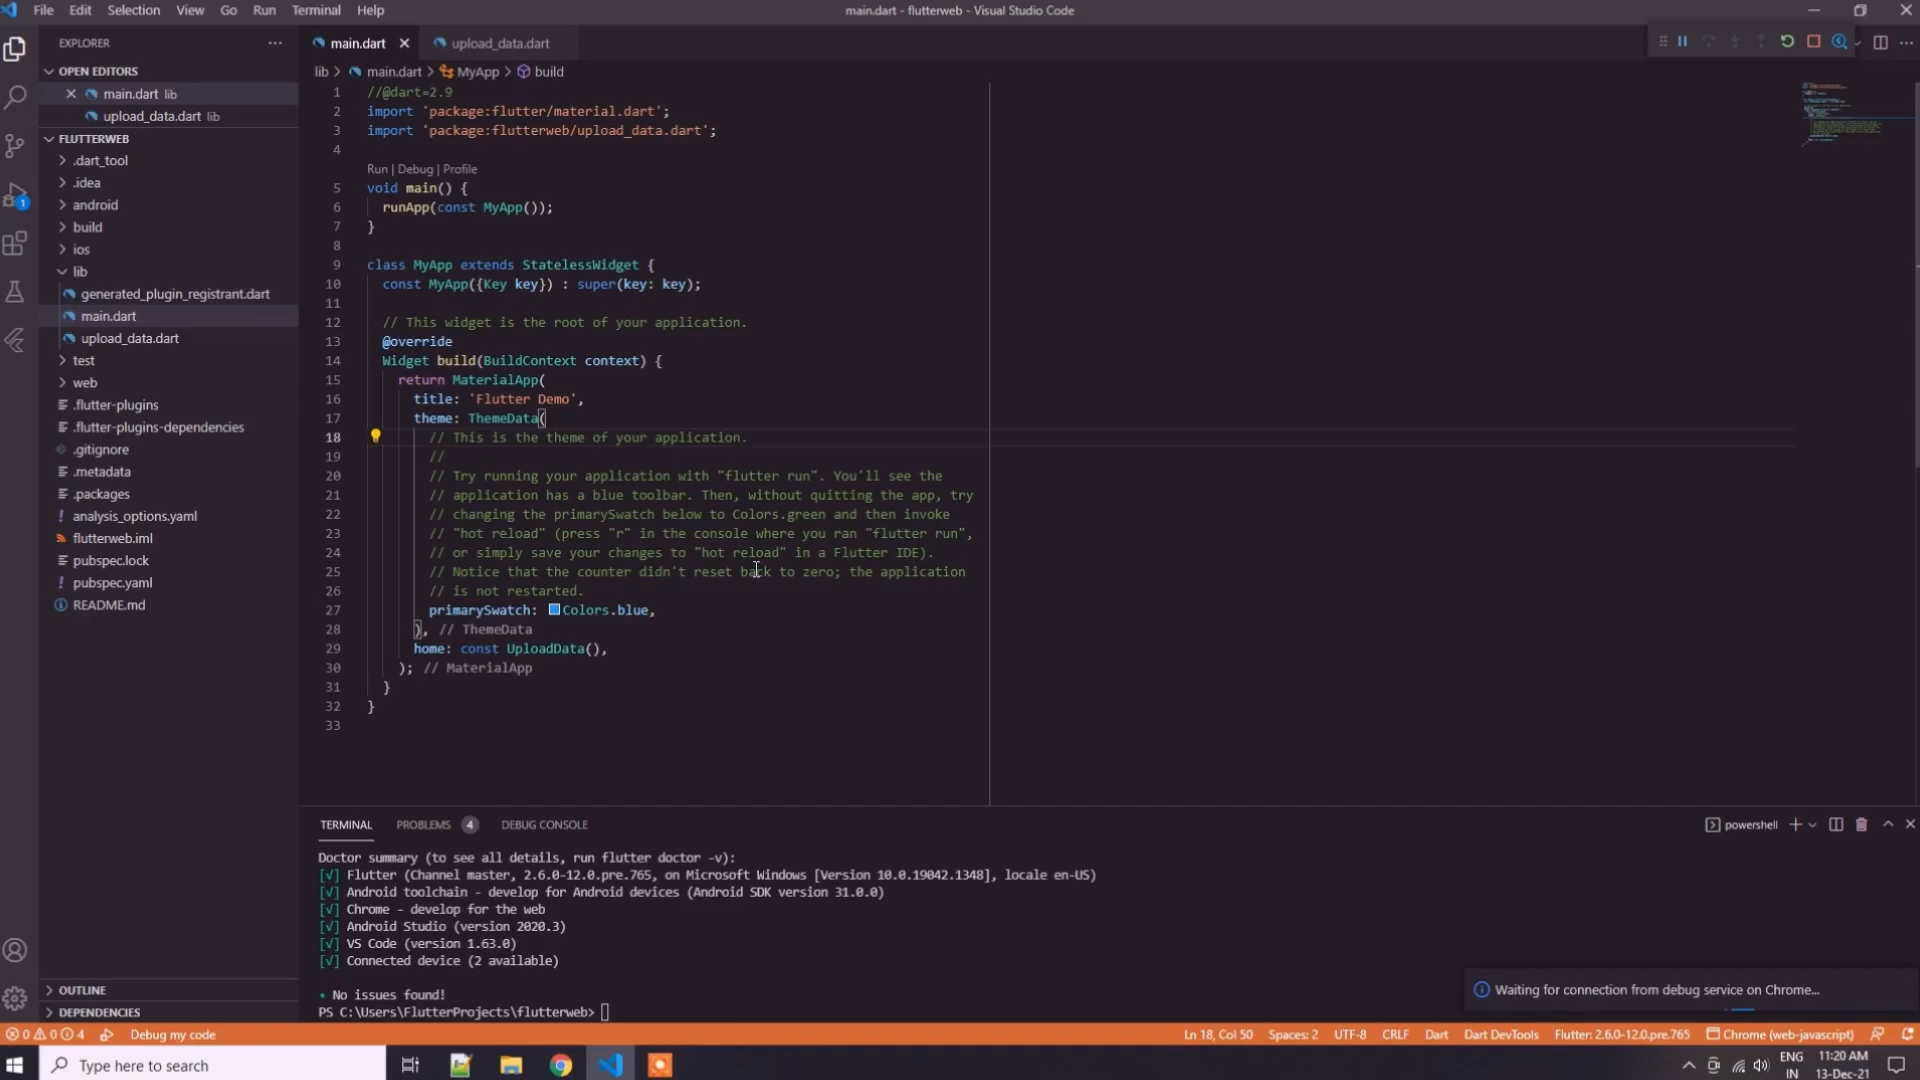 File Edit Selection View Go Run Terminal Help
main.dart - flutterweb - Visual Studio Code
EXPLORER
OPEN EDITORS
main.dart lib
upload_data.dart lib
FLUTTERWEB
.dart_tool
.idea
android
build
ios
lib
generated_plugin_registrant.dart
main.dart
upload_data.dart
test
web
.flutter-plugins
.flutter-plugins-dependencies
.gitignore
.metadata
.packages
analysis_options.yaml
flutterweb.iml
pubspec.lock
pubspec.yaml
README.md
OUTLINE
DEPENDENCIES
main.dart upload_data.dart
lib > main.dart > MyApp > build
1 //@dart=2.9
2 import 'package:flutter/material.dart';
3 import 'package:flutterweb/upload_data.dart';
4
Run | Debug | Profile
5 void main() {
6 runApp(const MyApp());
7 }
8
9 class MyApp extends StatelessWidget {
10 const MyApp({Key key}) : super(key: key);
11
12 // This widget is the root of your application.
13 @override
14 Widget build(BuildContext context) {
15 return MaterialApp(
16 title: 'Flutter Demo',
17 theme: ThemeData(
18 // This is the theme of your application.
19 //
20 // Try running your application with "flutter run". You'll see the
21 // application has a blue toolbar. Then, without quitting the app, try
22 // changing the primarySwatch below to Colors.green and then invoke
23 // "hot reload" (press "r" in the console where you ran "flutter run",
24 // or simply save your changes to "hot reload" in a Flutter IDE).
25 // Notice that the counter didn't reset back to zero; the application
26 // is not restarted.
27 primarySwatch: Colors.blue,
28 ), // ThemeData
29 home: const UploadData(),
30 ); // MaterialApp
31 }
32 }
33
TERMINAL PROBLEMS 4 DEBUG CONSOLE
powershell
Doctor summary (to see all details, run flutter doctor -v):
[√] Flutter (Channel master, 2.6.0-12.0.pre.765, on Microsoft Windows [Version 10.0.19042.1348], locale en-US)
[√] Android toolchain - develop for Android devices (Android SDK version 31.0.0)
[√] Chrome - develop for the web
[√] Android Studio (version 2020.3)
[√] VS Code (version 1.63.0)
[√] Connected device (2 available)
• No issues found!
PS C:\Users\FlutterProjects\flutterweb>
Waiting for connection from debug service on Chrome...
1
0 0 4 Debug my code
Ln 18, Col 50 Spaces: 2 UTF-8 CRLF Dart Dart DevTools Flutter: 2.6.0-12.0.pre.765 Chrome (web-javascript)
Type here to search
ENG
IN
11:20 AM
13-Dec-21